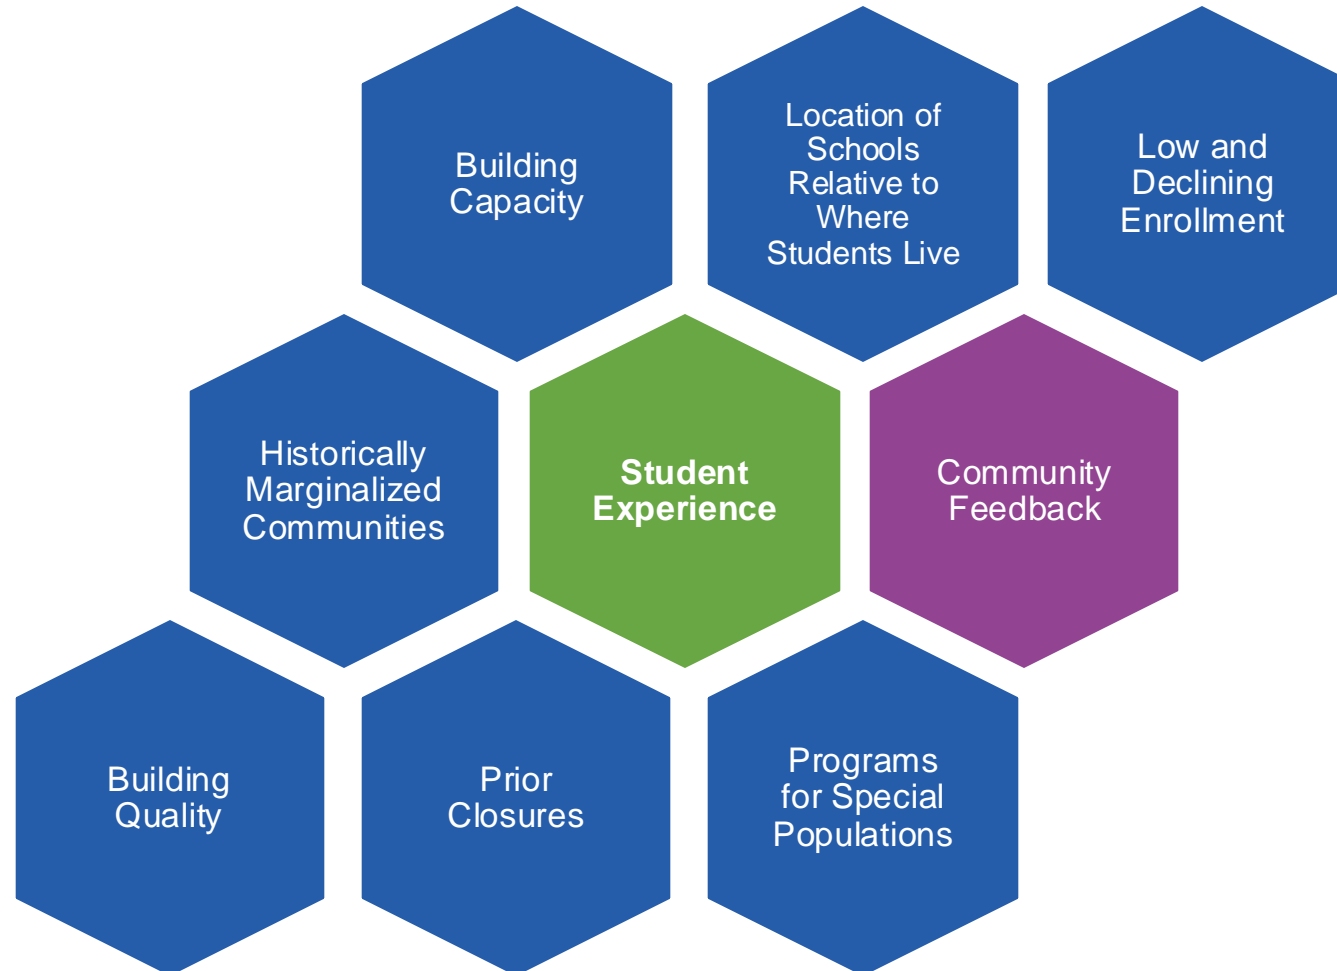 Building
Capacity
Location of
Schools
Relative to
Where
Students Live
Low and
Declining
Enrollment
Historically
Marginalized
Communities
Student
Experience
Community
Feedback
Building
Quality
Prior
Closures
Programs
for Special
Populations